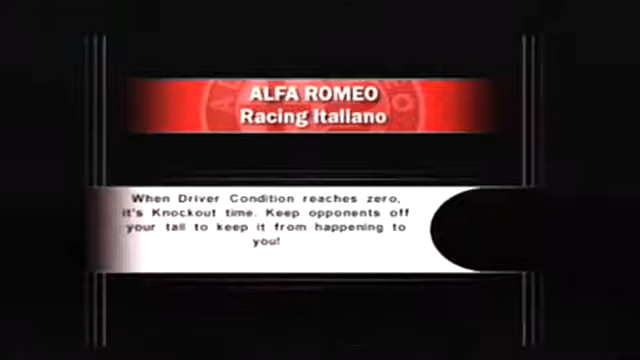 ALFA ROMEO
Racing Italiano
When Driver Condition reaches zero,
it's Knockout time. Keep opponents off
your tail to keep it from happening to
you!